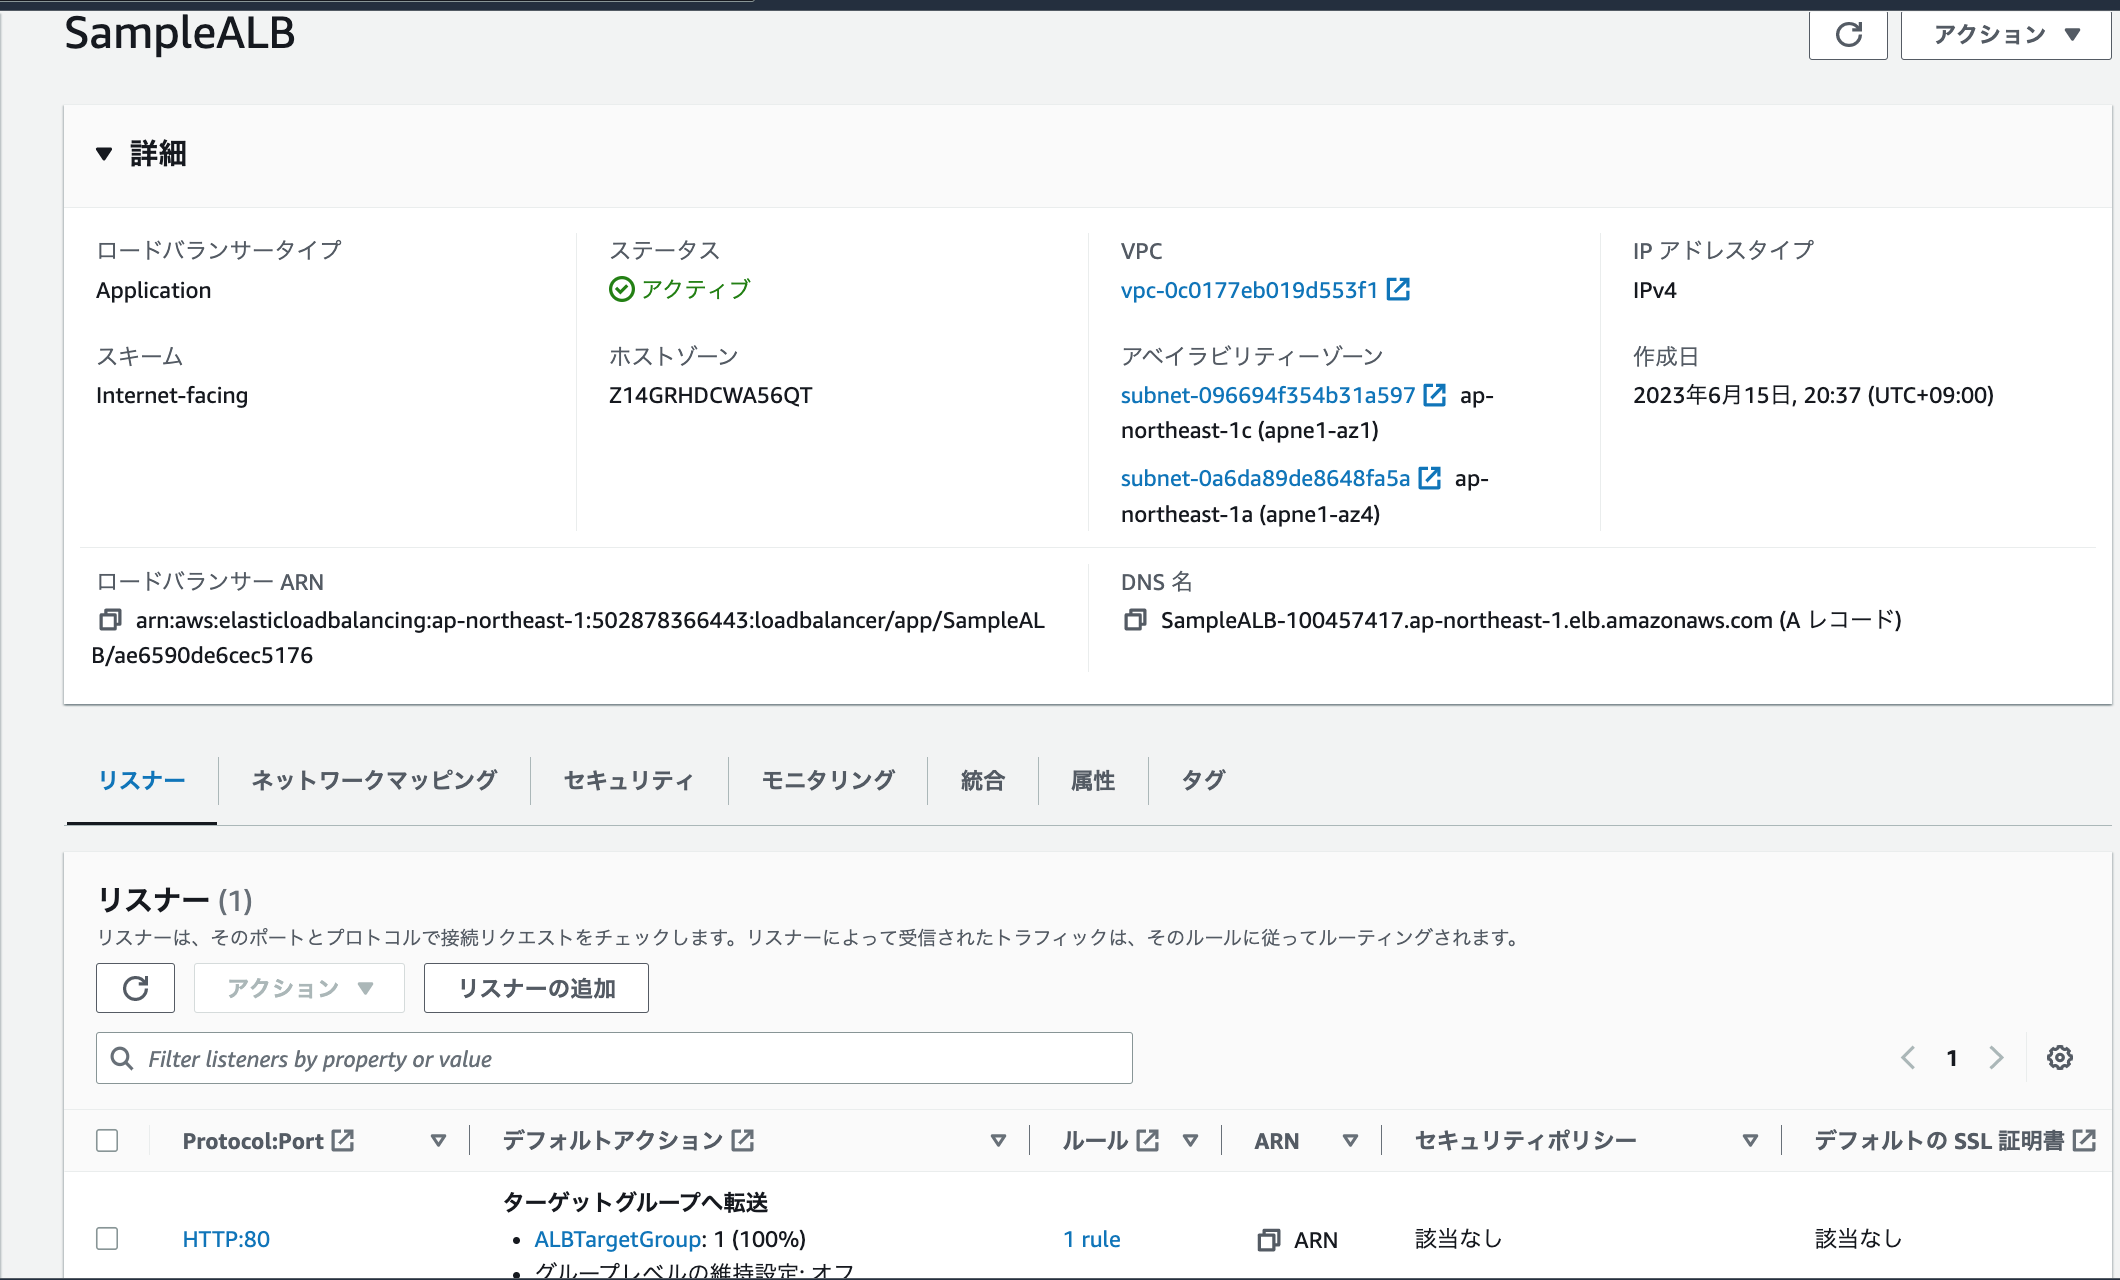 SampleALB
アクション
詳細
ロードバランサータイプ
Application
ステータス
アクティブ
VPC
vpc-0c0177eb019d553f1
IP アドレスタイプ
IPv4
スキーム
Internet-facing
ホストゾーン
Z14GRHDCWA56QT
アベイラビリティーゾーン
subnet-096694f354b31a597 ap-
northeast-1c (apne1-az1)
subnet-0a6da89de8648fa5a ap-
northeast-1a (apne1-az4)
作成日
2023年6月15日, 20:37 (UTC+09:00)
ロードバランサー ARN
arn:aws:elasticloadbalancing:ap-northeast-1:502878366443:loadbalancer/app/SampleAL
B/ae6590de6cec5176
DNS 名
SampleALB-100457417.ap-northeast-1.elb.amazonaws.com (A レコード)
リスナー ネットワークマッピング セキュリティ モニタリング 統合 属性 タグ
リスナー (1)
リスナーは、そのポートとプロトコルで接続リクエストをチェックします。リスナーによって受信されたトラフィックは、そのルールに従ってルーティングされます。
アクション リスナーの追加
Filter listeners by property or value
1
Protocol:Port デフォルトアクション ルール ARN セキュリティポリシー デフォルトの SSL 証明書
ターゲットグループへ転送
HTTP:80 • ALBTargetGroup: 1 (100%) 1 rule ARN 該当なし 該当なし
• グループレベルの維持設定: オフ